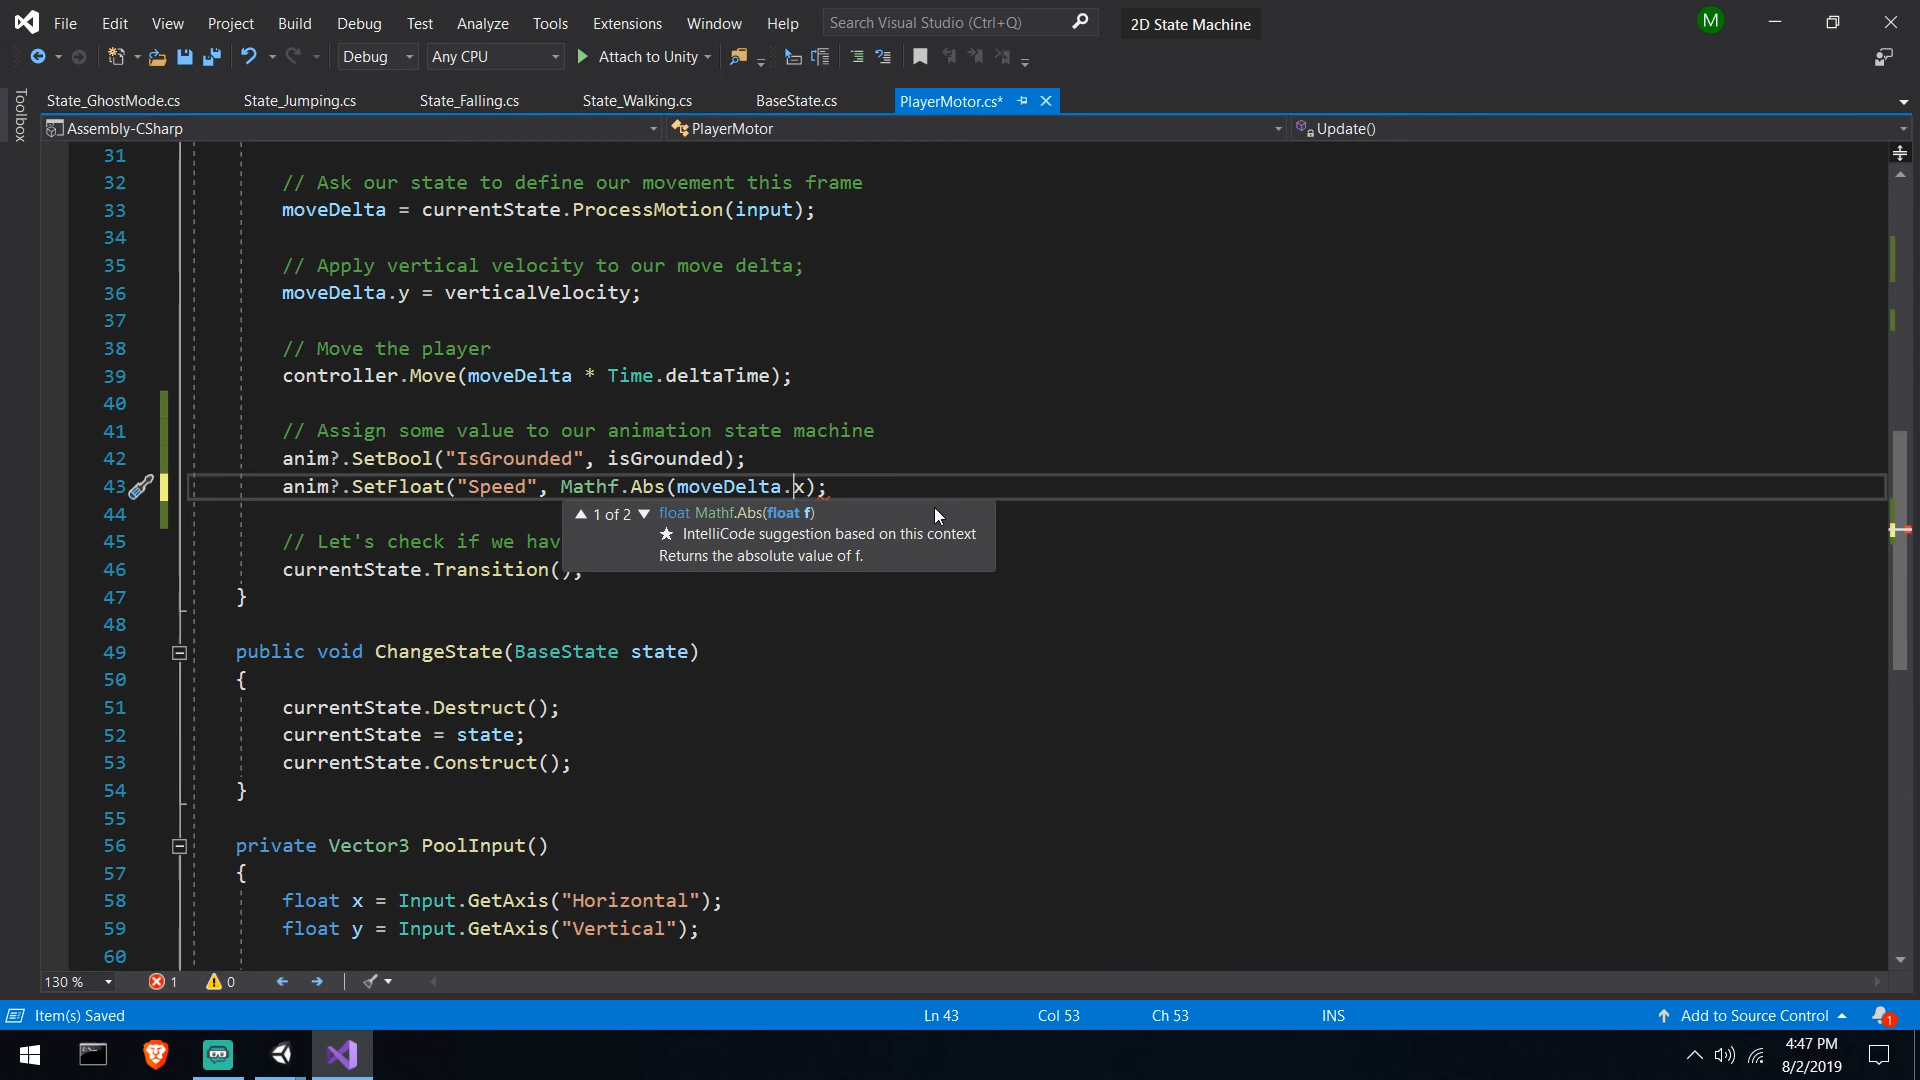 File Edit View Project Build Debug Test Analyze Tools Extensions Window Help Search Visual Studio (Ctrl+Q) 2D State Machine M
Debug Any CPU Attach to Unity
Toolbox
State_GhostMode.cs State_Jumping.cs State_Falling.cs State_Walking.cs BaseState.cs PlayerMotor.cs*
Assembly-CSharp PlayerMotor Update()
31
32 // Ask our state to define our movement this frame
33 moveDelta = currentState.ProcessMotion(input);
34
35 // Apply vertical velocity to our move delta;
36 moveDelta.y = verticalVelocity;
37
38 // Move the player
39 controller.Move(moveDelta * Time.deltaTime);
40
41 // Assign some value to our animation state machine
42 anim?.SetBool("IsGrounded", isGrounded);
43 anim?.SetFloat("Speed", Mathf.Abs(moveDelta.x);
44 1 of 2 float Mathf.Abs(float f)
★ IntelliCode suggestion based on this context
Returns the absolute value of f.
45 // Let's check if we hav
46 currentState.Transition();
47 }
48
49 public void ChangeState(BaseState state)
50 {
51 currentState.Destruct();
52 currentState = state;
53 currentState.Construct();
54 }
55
56 private Vector3 PoolInput()
57 {
58 float x = Input.GetAxis("Horizontal");
59 float y = Input.GetAxis("Vertical");
60
130 % 1 0
Item(s) Saved Ln 43 Col 53 Ch 53 INS Add to Source Control 1
4:47 PM
8/2/2019